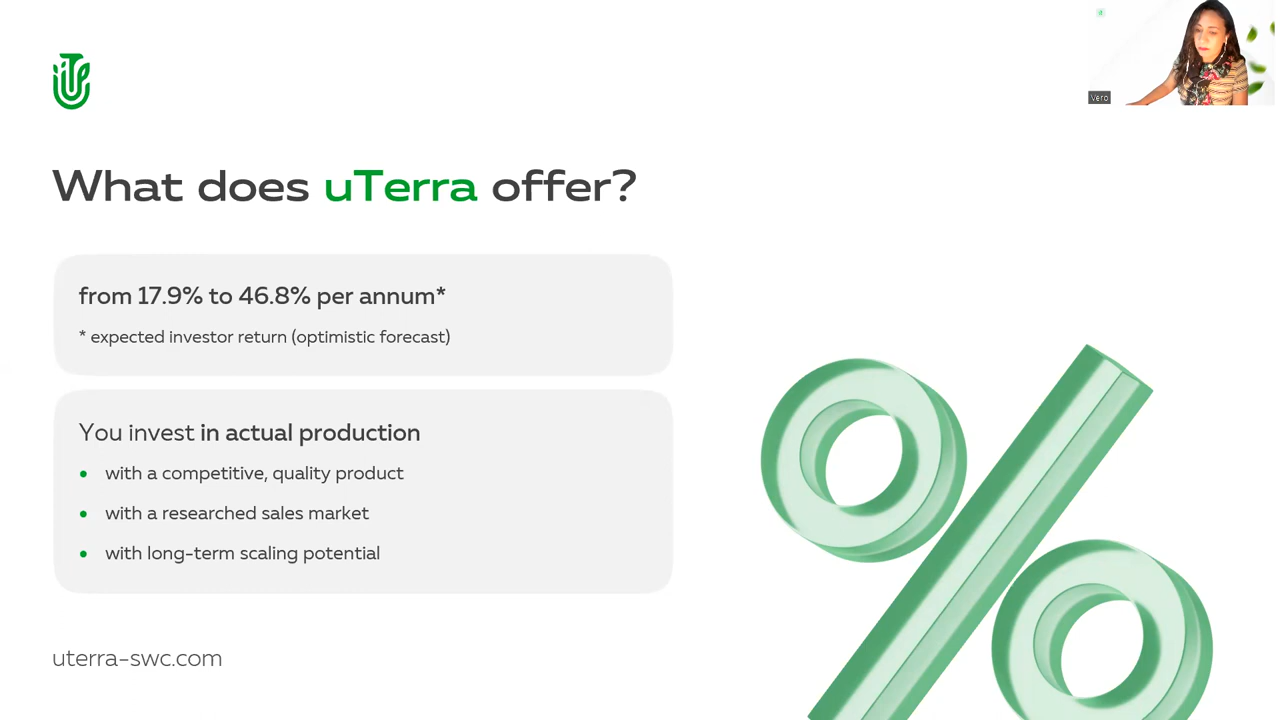 Vero
What does uTerra offer?
from 17.9% to 46.8% per annum*
* expected investor return (optimistic forecast)
You invest in actual production
• with a competitive, quality product
• with a researched sales market
• with long-term scaling potential
uterra-swc.com